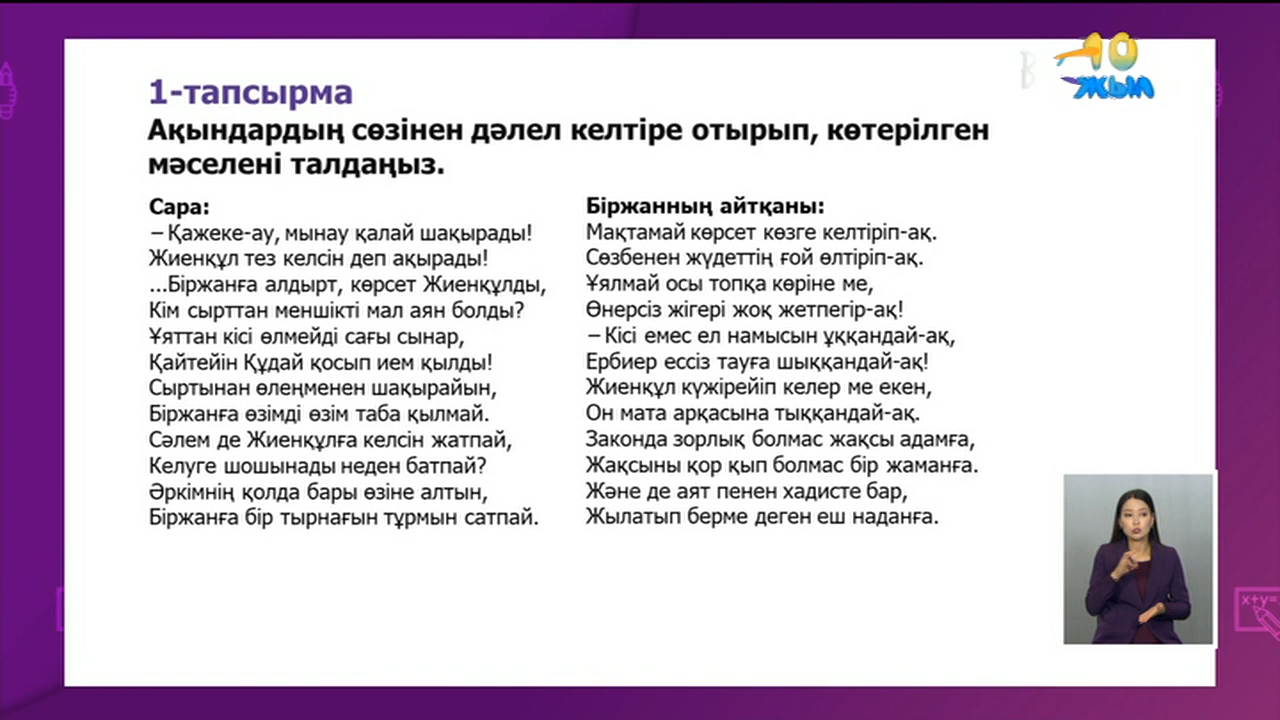 10
жыл
1-тапсырма
Ақындардың сөзінен дәлел келтіре отырып, көтерілген
мәселені талдаңыз.
Сара:
– Қажеке-ау, мынау қалай шақырады!
Жиенқұл тез келсін деп ақырады!
...Біржанға алдырт, көрсет Жиенқұлды,
Кім сырттан меншікті мал аян болды?
Ұяттан кісі өлмейді сағы сынар,
Қайтейін Құдай қосып ием қылды!
Сыртынан өлеңменен шақырайын,
Біржанға өзімді өзім таба қылмай.
Сәлем де Жиенқұлға келсін жатпай,
Келуге шошынады неден батпай?
Әркімнің қолда бары өзіне алтын,
Біржанға бір тырнағын тұрмын сатпай.
Біржанның айтқаны:
Мақтамай көрсет көзге келтіріп-ақ.
Сөзбенен жүдеттің ғой өлтіріп-ақ.
Ұялмай осы топқа көріне ме,
Өнерсіз жігері жоқ жетпегір-ақ!
– Кісі емес ел намысын ұққандай-ақ,
Ербиер ессіз тауға шыққандай-ақ!
Жиенқұл күжірейіп келер ме екен,
Он мата арқасына тыққандай-ақ.
Законда зорлық болмас жақсы адамға,
Жақсыны қор қып болмас бір жаманға.
Және де аят пенен хадисте бар,
Жылатып берме деген еш наданға.
x+y=